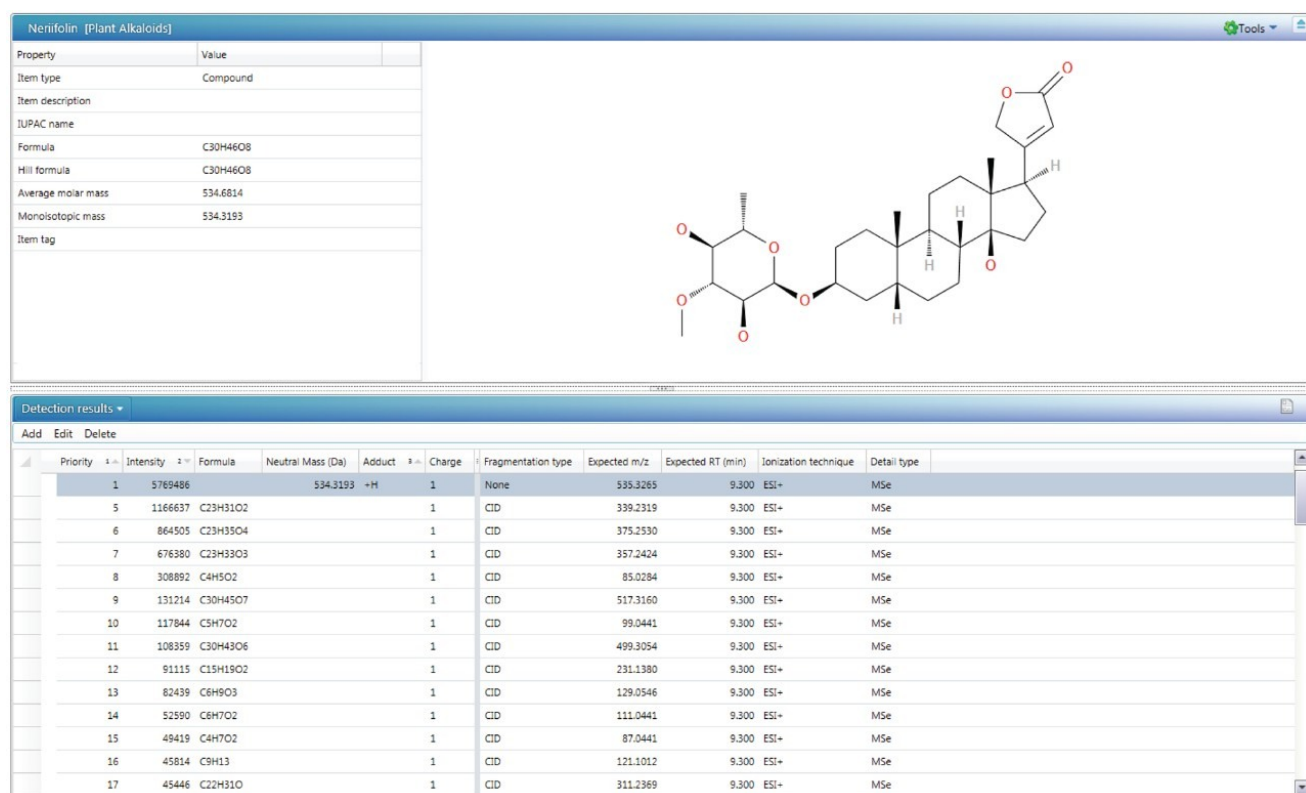 Neriifolin [Plant Alkaloids] Tools
Property Value
Item type Compound
Item description
IUPAC name
Formula C30H46O8
Hill formula C30H46O8
Average molar mass 534.6814
Monoisotopic mass 534.3193
Item tag
O
O
H
H
O
O
O
H
O
O
O
H
Detection results
Add Edit Delete
Priority 1 Intensity 2 Formula Neutral Mass (Da) Adduct 3 Charge Fragmentation type Expected m/z Expected RT (min) Ionization technique Detail type
1 5769486 534.3193 +H 1 None 535.3265 9.300 ESI+ MSe
5 1166637 C23H31O2 1 CID 339.2319 9.300 ESI+ MSe
6 864505 C23H35O4 1 CID 375.2530 9.300 ESI+ MSe
7 676380 C23H33O3 1 CID 357.2424 9.300 ESI+ MSe
8 308892 C4H5O2 1 CID 85.0284 9.300 ESI+ MSe
9 131214 C30H45O7 1 CID 517.3160 9.300 ESI+ MSe
10 117844 C5H7O2 1 CID 99.0441 9.300 ESI+ MSe
11 108359 C30H43O6 1 CID 499.3054 9.300 ESI+ MSe
12 91115 C15H19O2 1 CID 231.1380 9.300 ESI+ MSe
13 82439 C6H9O3 1 CID 129.0546 9.300 ESI+ MSe
14 52590 C6H7O2 1 CID 111.0441 9.300 ESI+ MSe
15 49419 C4H7O2 1 CID 87.0441 9.300 ESI+ MSe
16 45814 C9H13 1 CID 121.1012 9.300 ESI+ MSe
17 45446 C22H31O 1 CID 311.2369 9.300 ESI+ MSe